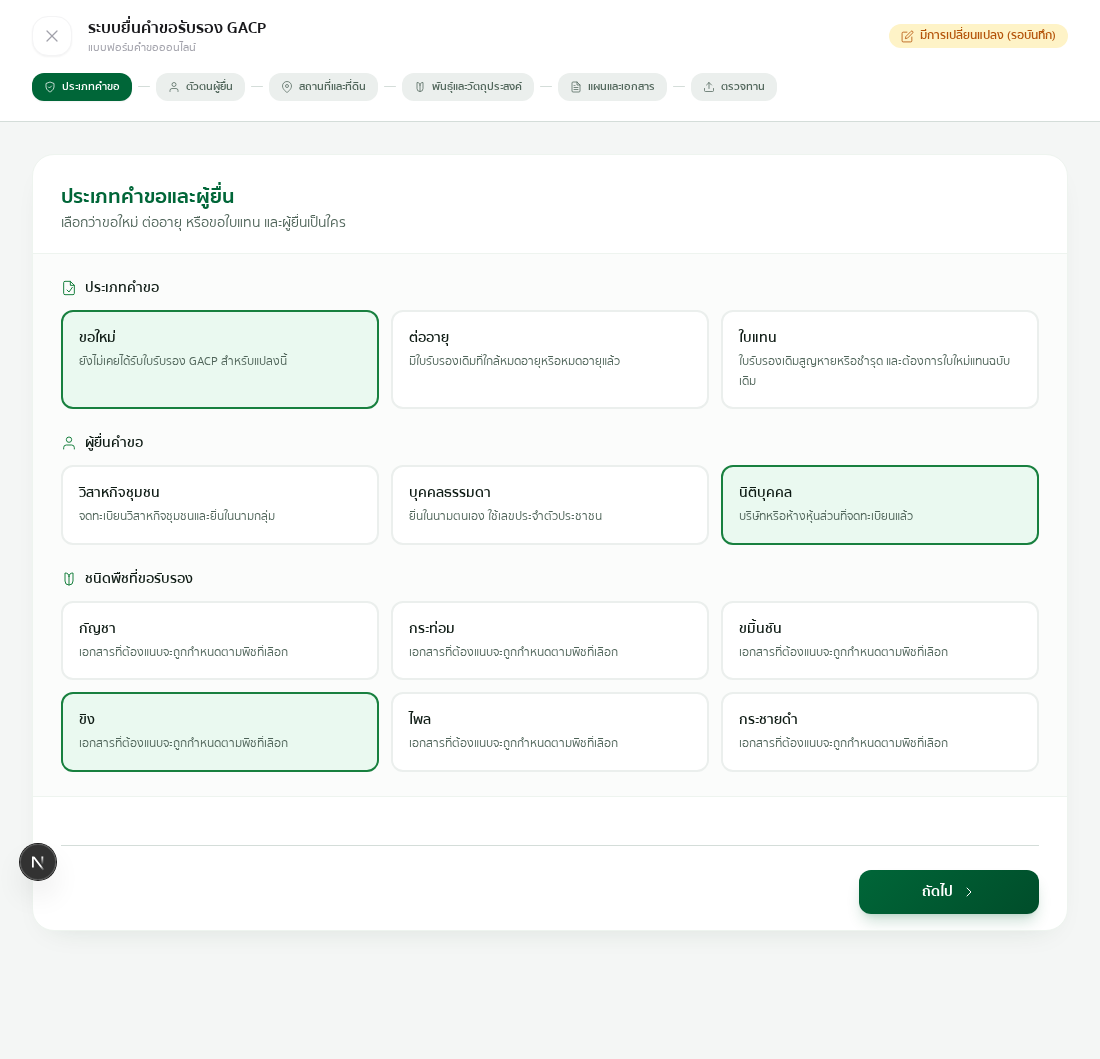 ระบบยื่นคำขอรับรอง GACP
แบบฟอร์มคำขอออนไลน์
มีการเปลี่ยนแปลง (รอบันทึก)
ประเภทคำขอ
ตัวตนผู้ยื่น
สถานที่และที่ดิน
พันธุ์และวัตถุประสงค์
แผนและเอกสาร
ตรวจทาน
ประเภทคำขอและผู้ยื่น
เลือกว่าขอใหม่ ต่ออายุ หรือขอใบแทน และผู้ยื่นเป็นใคร
ประเภทคำขอ
ขอใหม่
ยังไม่เคยได้รับใบรับรอง GACP สำหรับแปลงนี้
ต่ออายุ
มีใบรับรองเดิมที่ใกล้หมดอายุหรือหมดอายุแล้ว
ใบแทน
ใบรับรองเดิมสูญหายหรือชำรุด และต้องการใบใหม่แทนฉบับ
เดิม
ผู้ยื่นคำขอ
วิสาหกิจชุมชน
จดทะเบียนวิสาหกิจชุมชนและยื่นในนามกลุ่ม
บุคคลธรรมดา
ยื่นในนามตนเอง ใช้เลขประจำตัวประชาชน
นิติบุคคล
บริษัทหรือห้างหุ้นส่วนที่จดทะเบียนแล้ว
ชนิดพืชที่ขอรับรอง
กัญชา
เอกสารที่ต้องแนบจะถูกกำหนดตามพืชที่เลือก
กระท่อม
เอกสารที่ต้องแนบจะถูกกำหนดตามพืชที่เลือก
ขมิ้นชัน
เอกสารที่ต้องแนบจะถูกกำหนดตามพืชที่เลือก
ขิง
เอกสารที่ต้องแนบจะถูกกำหนดตามพืชที่เลือก
ไพล
เอกสารที่ต้องแนบจะถูกกำหนดตามพืชที่เลือก
กระชายดำ
เอกสารที่ต้องแนบจะถูกกำหนดตามพืชที่เลือก
N
ถัดไป